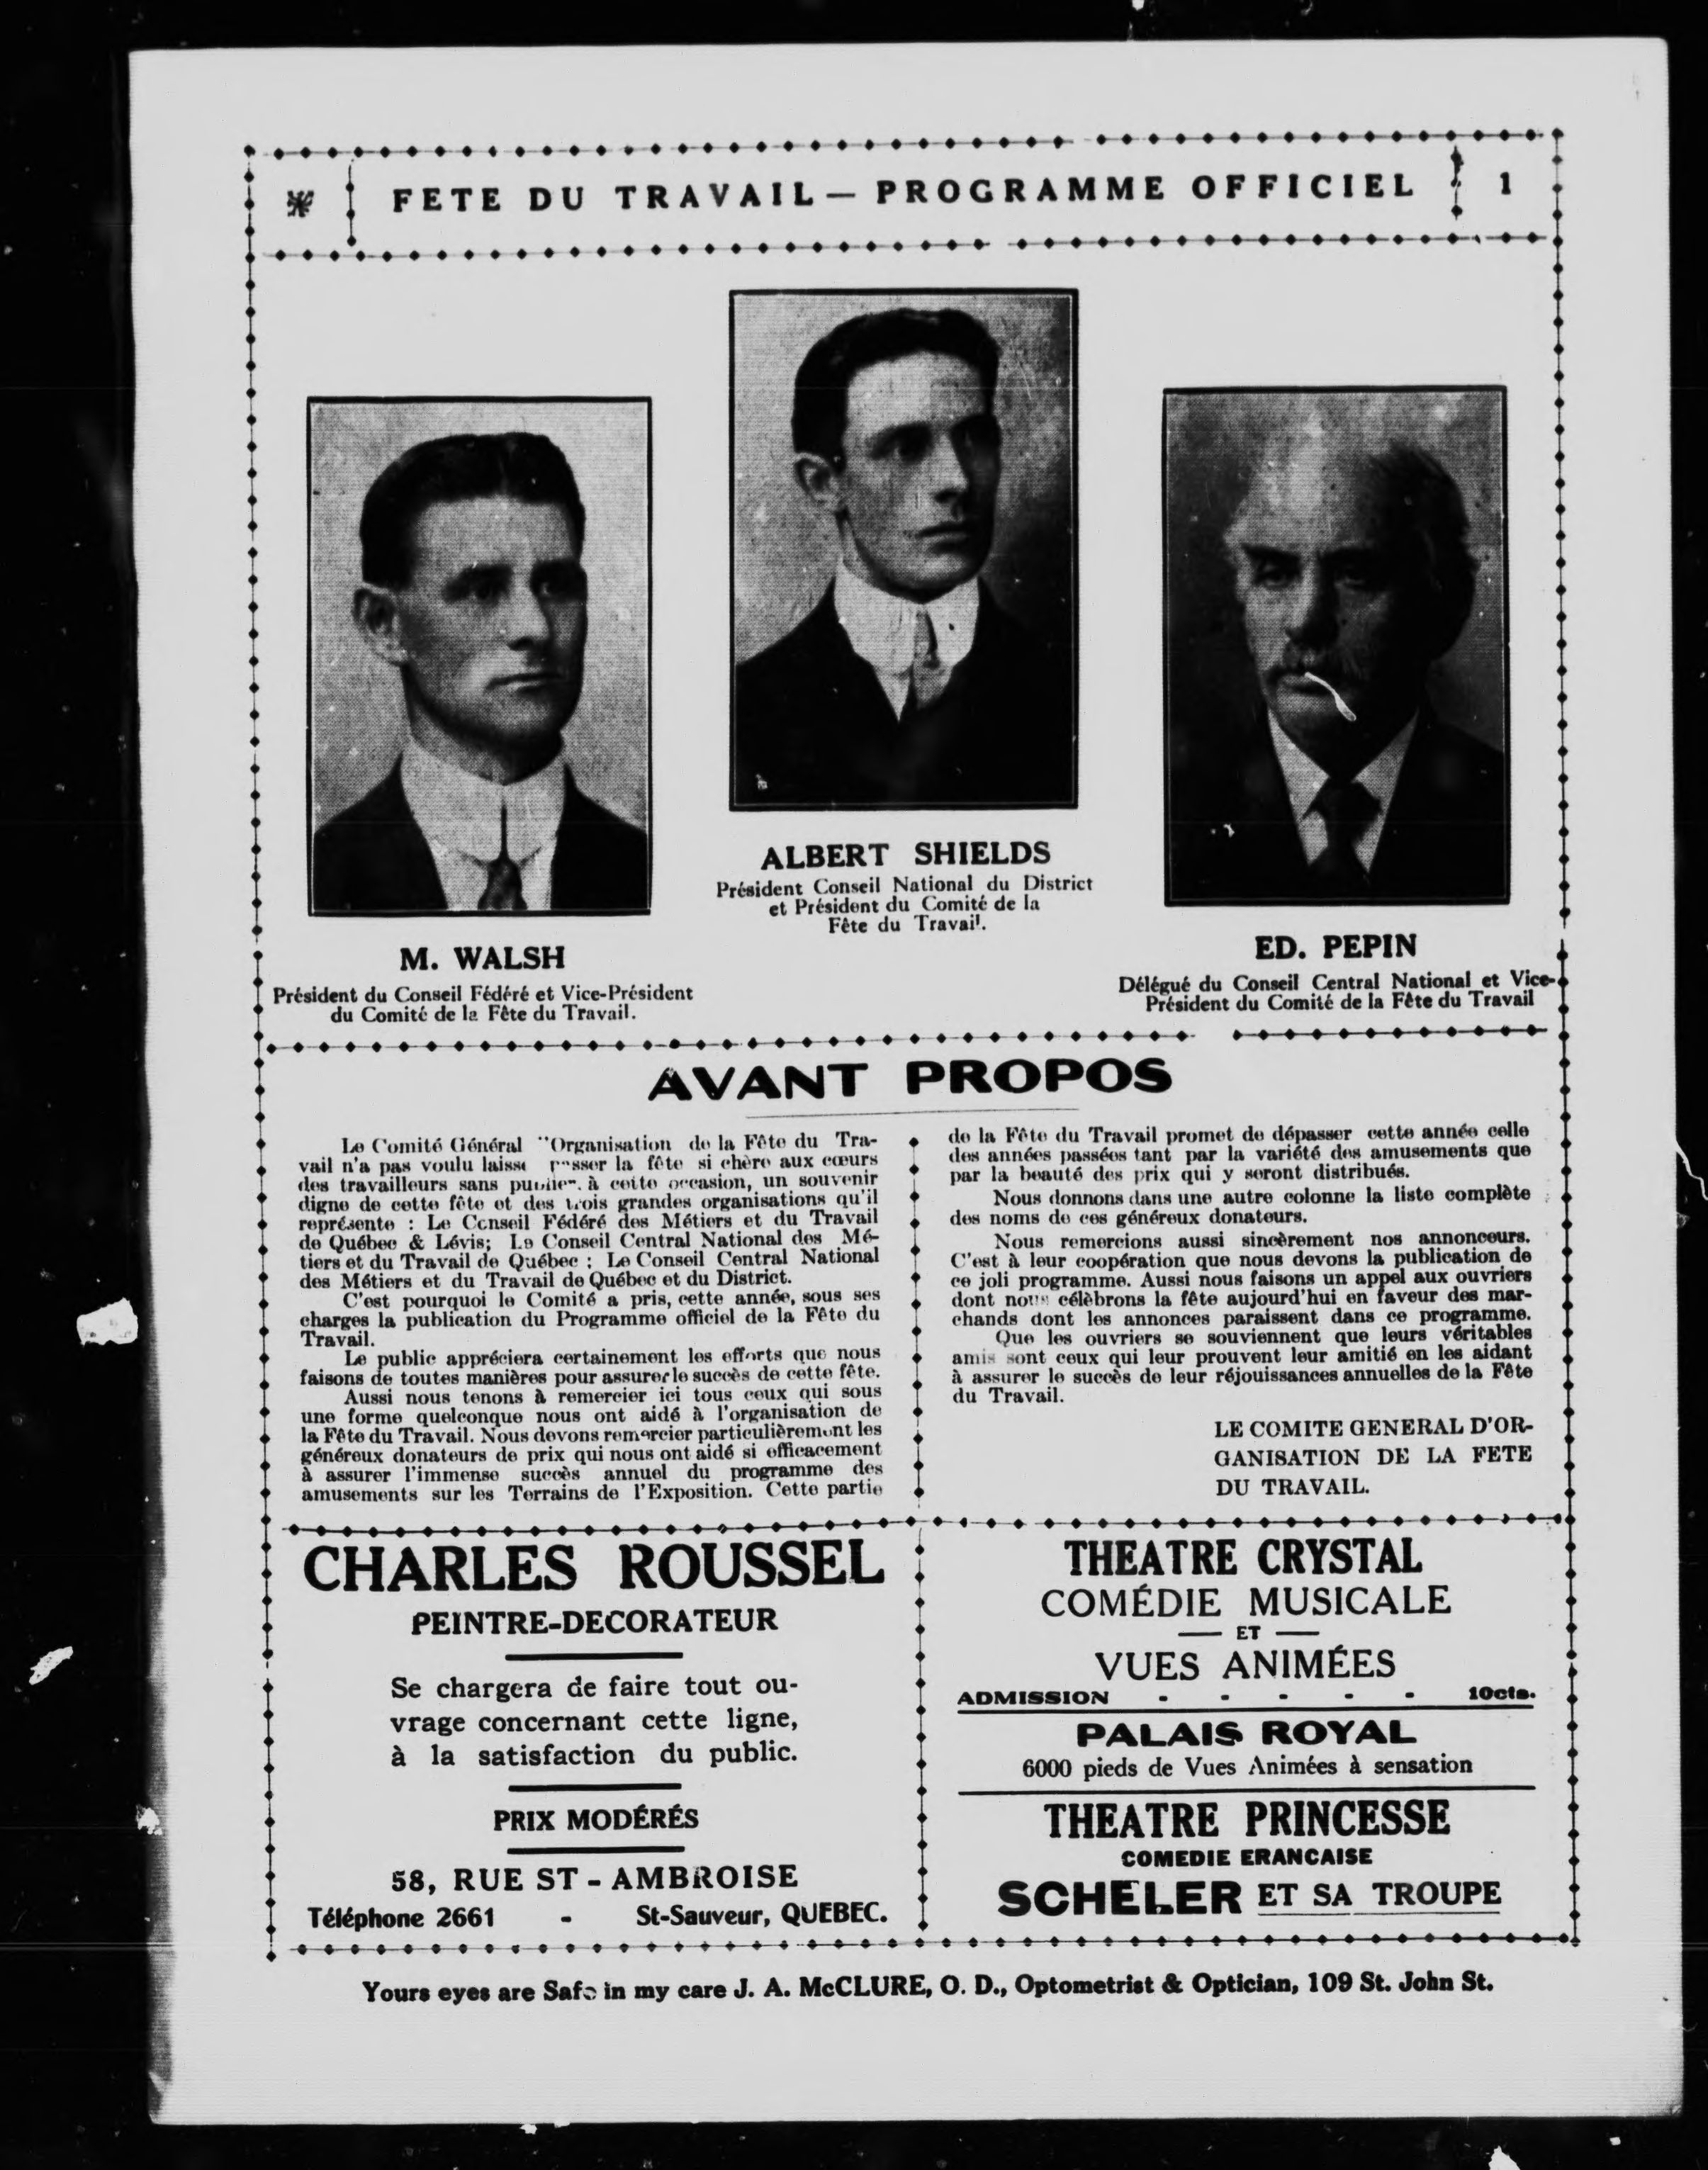 FETE DU TRAVAIL — PROGRAMME OFFICIEL 1
ALBERT SHIELDS
Président Conseil National du District
et Président du Comité de la
Fête du Travail.
M. WALSH
Président du Conseil Fédéré et Vice-Président
du Comité de la Fête du Travail.
ED. PEPIN
Délégué du Conseil Central National et Vice-
Président du Comité de la Fête du Travail
AVANT PROPOS
Le Comité Général Organisation de la Fête du Tra-
vail n'a pas voulu laisse passer la fête si chère aux cœurs
des travailleurs sans publier, à cette occasion, un souvenir
digne de cette fête et des trois grandes organisations qu'il
représente : Le Conseil Fédéré des Métiers et du Travail
de Québec & Lévis; Le Conseil Central National des Mé-
tiers et du Travail de Québec ; Le Conseil Central National
des Métiers et du Travail de Québec et du District.
C'est pourquoi le Comité a pris, cette année, sous ses
charges la publication du Programme officiel de la Fête du
Travail.
Le public appréciera certainement les efforts que nous
faisons de toutes manières pour assurer le succès de cette fête.
Aussi nous tenons à remercier ici tous ceux qui sous
une forme quelconque nous ont aidé à l'organisation de
la Fête du Travail. Nous devons remercier particulièrement les
généreux donateurs de prix qui nous ont aidé si efficacement
à assurer l'immense succès annuel du programme des
amusements sur les Terrains de l'Exposition. Cette partie
de la Fête du Travail promet de dépasser cette année celle
des années passées tant par la variété des amusements que
par la beauté des prix qui y seront distribués.
Nous donnons dans une autre colonne la liste complète
des noms de ces généreux donateurs.
Nous remercions aussi sincèrement nos annonceurs.
C'est à leur coopération que nous devons la publication de
ce joli programme. Aussi nous faisons un appel aux ouvriers
dont nous célèbrons la fête aujourd'hui en faveur des mar-
chands dont les annonces paraissent dans ce programme.
Que les ouvriers se souviennent que leurs véritables
amis sont ceux qui leur prouvent leur amitié en les aidant
à assurer le succès de leur réjouissances annuelles de la Fête
du Travail.
LE COMITE GENERAL D'OR-
GANISATION DE LA FETE
DU TRAVAIL.
CHARLES ROUSSEL
PEINTRE-DECORATEUR
Se chargera de faire tout ou-
vrage concernant cette ligne,
à la satisfaction du public.
PRIX MODÉRÉS
58, RUE ST - AMBROISE
Téléphone 2661 - St-Sauveur, QUEBEC.
THEATRE CRYSTAL
COMÉDIE MUSICALE
— ET —
VUES ANIMÉES
ADMISSION - - - - - 10cts.
PALAIS ROYAL
6000 pieds de Vues Animées à sensation
THEATRE PRINCESSE
COMEDIE ERANCAISE
SCHELER ET SA TROUPE
Yours eyes are Safe in my care J. A. McCLURE, O. D., Optometrist & Optician, 109 St. John St.